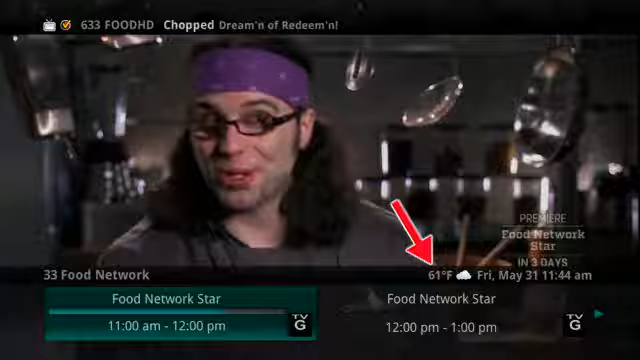 633 FOODHD Chopped Dream'n of Redeem'n!
PREMIERE
Food Network
Star
IN 3 DAYS
33 Food Network
61°F Fri, May 31 11:44 am
Food Network Star
11:00 am - 12:00 pm
TV
G
Food Network Star
12:00 pm - 1:00 pm
TV
G